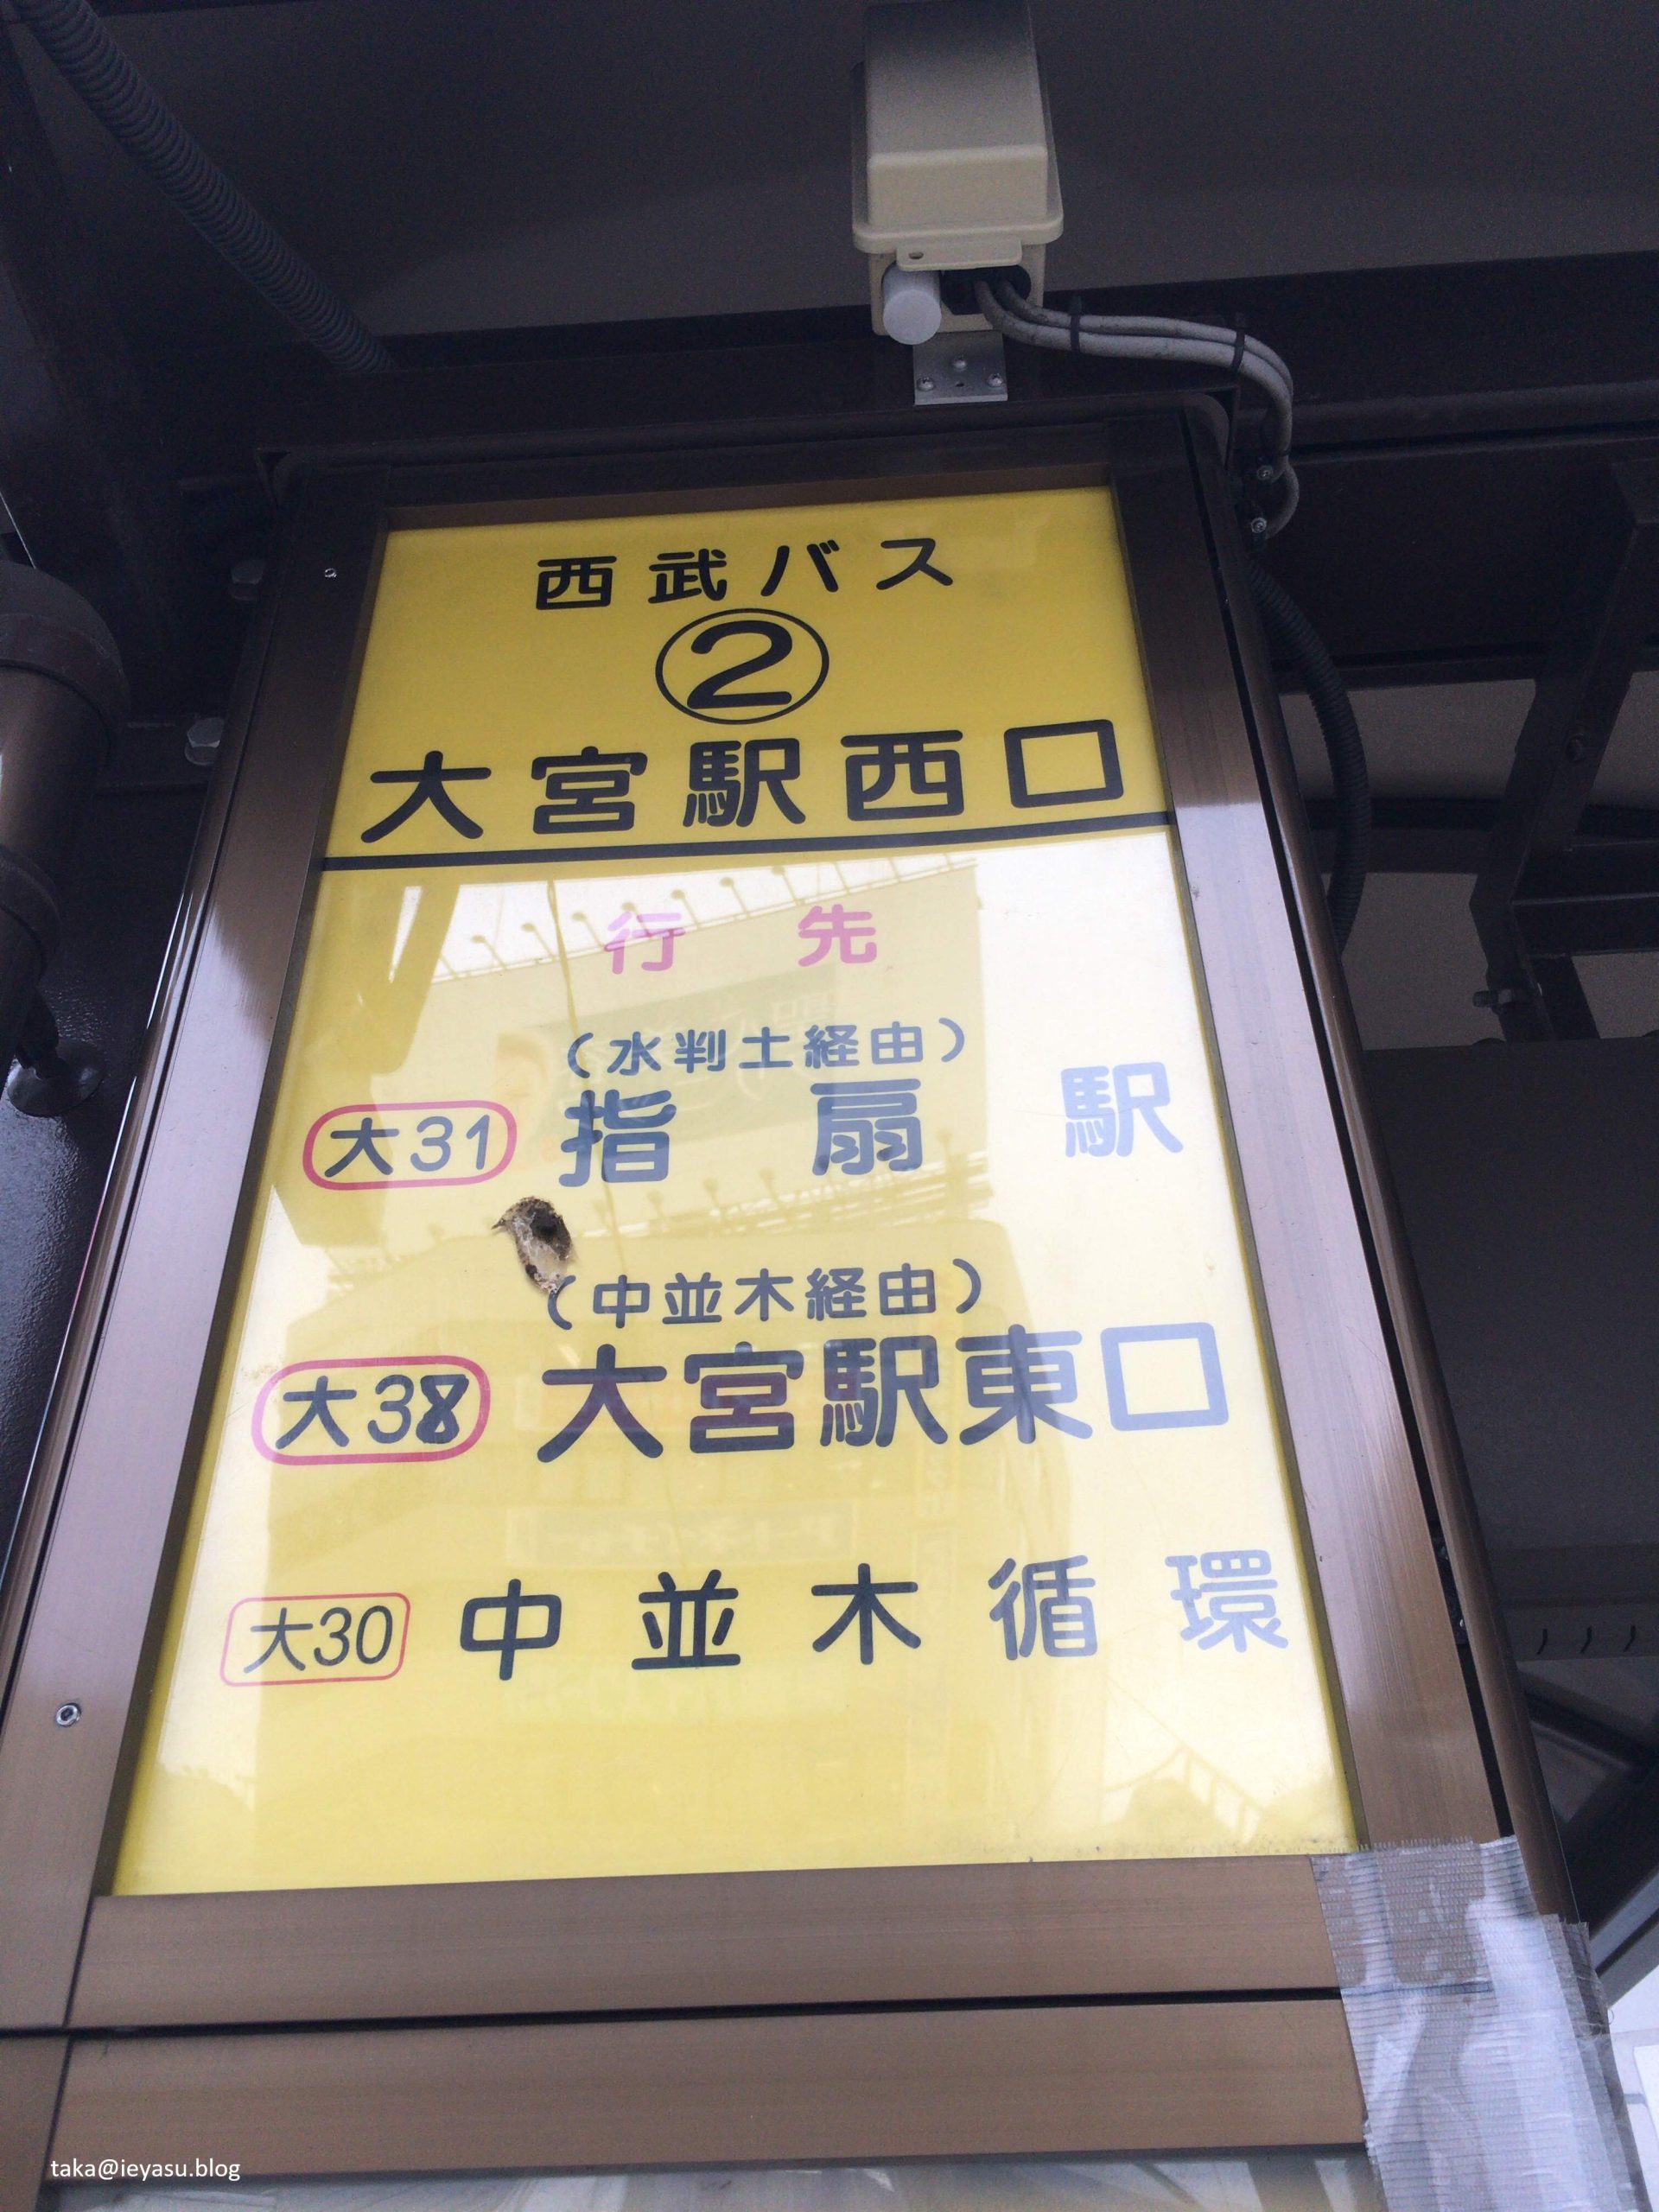 西武バス
②
大宮駅西口
行先
(水判土経由)
大31 指扇駅
(中並木経由)
大38 大宮駅東口
大30 中並木循環
taka@ieyasu.blog